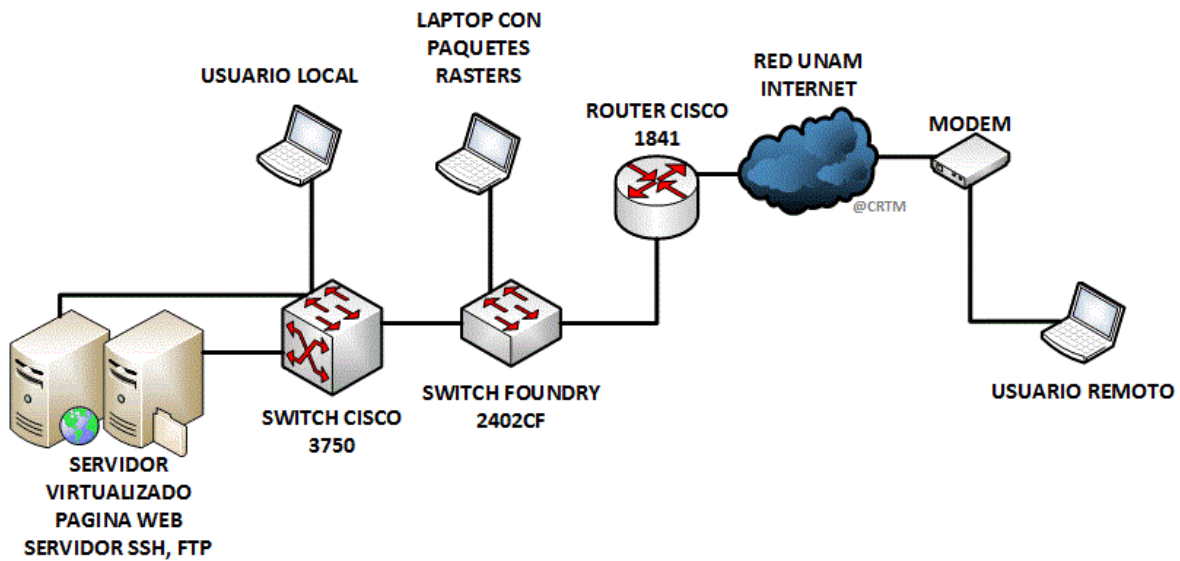 LAPTOP CON
PAQUETES
RASTERS
USUARIO LOCAL
RED UNAM
INTERNET
ROUTER CISCO
1841
MODEM
@CRTM
SWITCH CISCO
3750
SWITCH FOUNDRY
2402CF
USUARIO REMOTO
SERVIDOR
VIRTUALIZADO
PAGINA WEB
SERVIDOR SSH, FTP